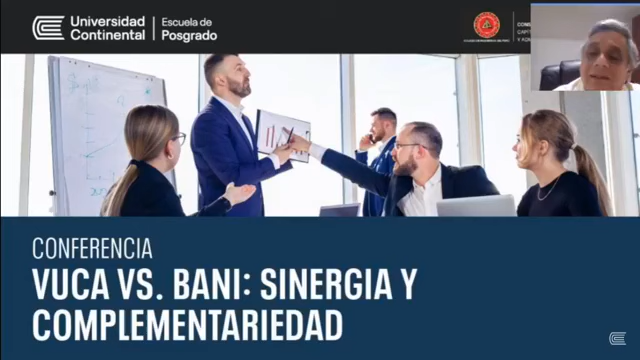 Universidad
Continental
Escuela de
Posgrado
CONFERENCIA
VUCA VS. BANI: SINERGIA Y
COMPLEMENTARIEDAD